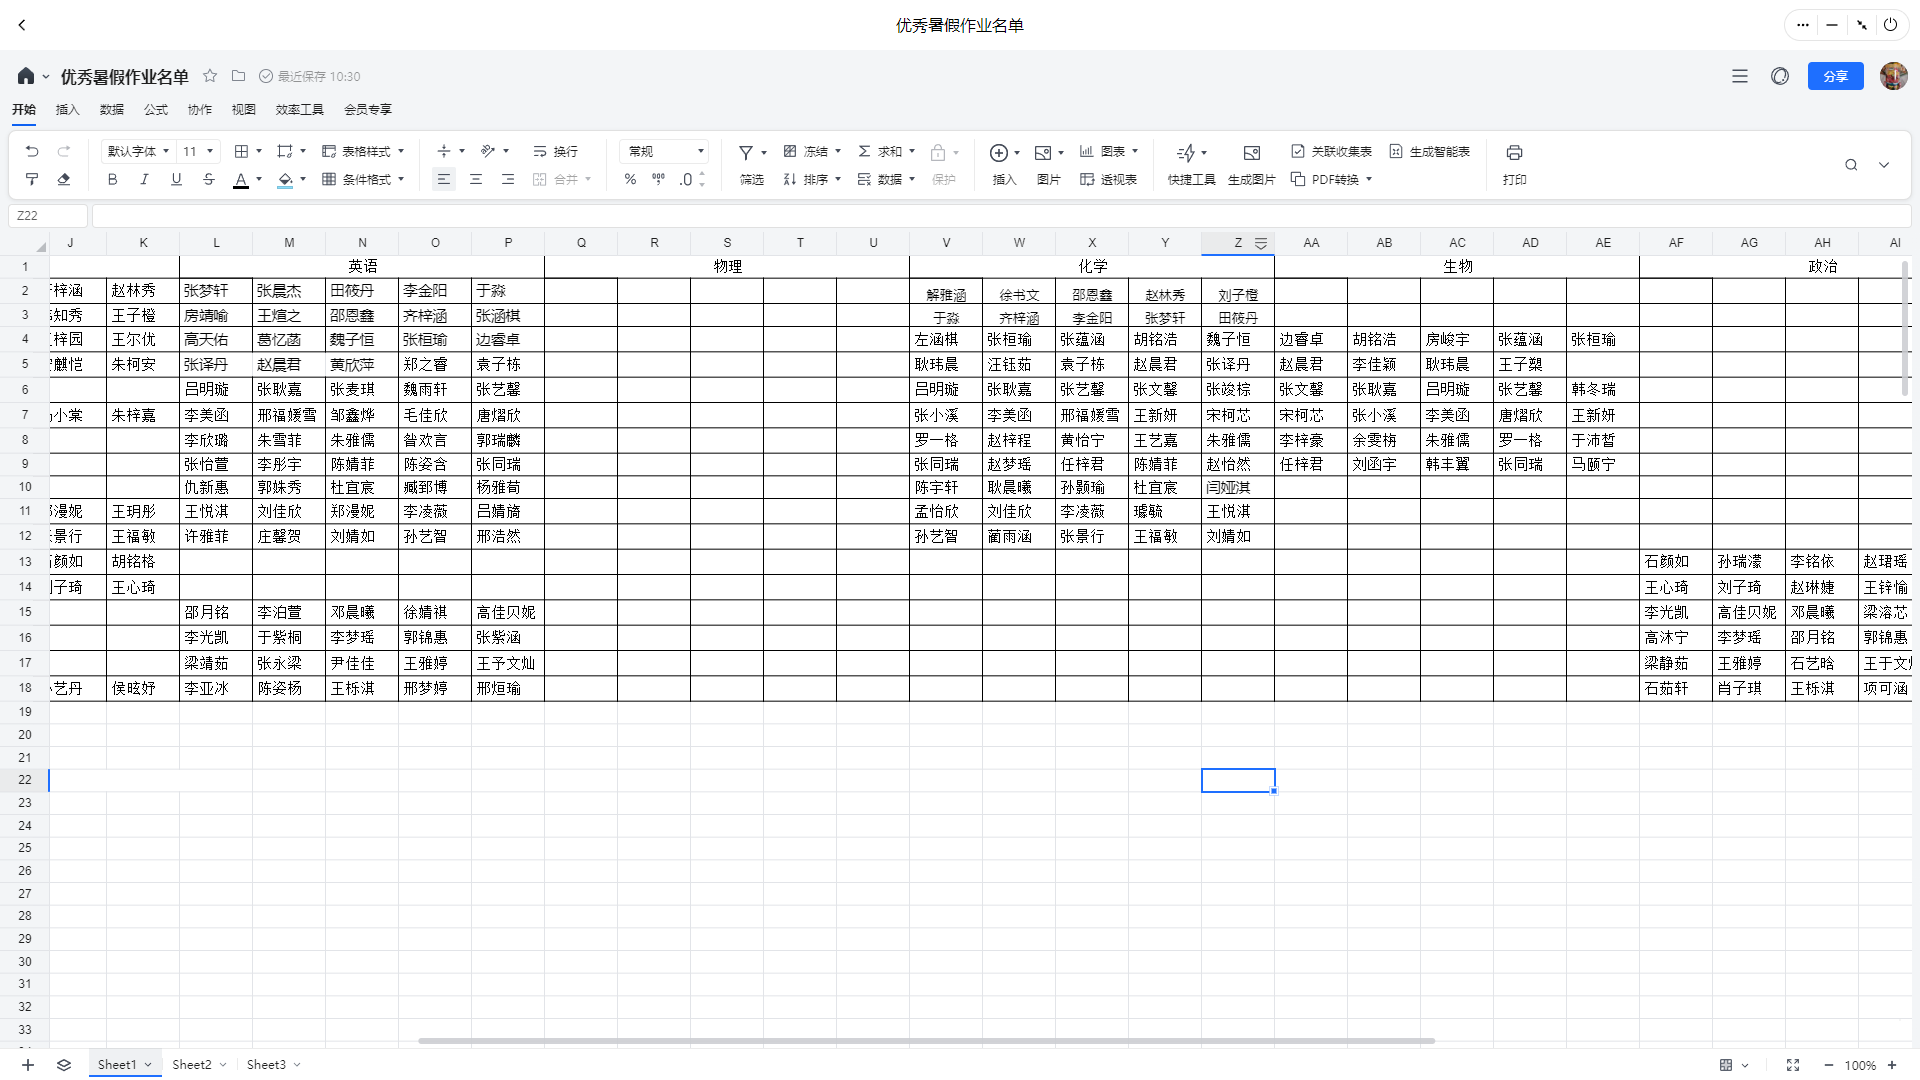 优秀暑假作业名单
优秀暑假作业名单 最近保存 10:30
分享
开始 插入 数据 公式 协作 视图 效率工具 会员专享
默认字体 11 表格样式 换行 常规 冻结 求和 图表 关联收集表 生成智能表
B I U S A 条件格式 合并 % .0 筛选 排序 数据 保护 插入 图片 透视表 快捷工具 生成图片 PDF转换 打印
Z22
J K L M N O P Q R S T U V W X Y Z AA AB AC AD AE AF AG AH AI
1 英语 物理 化学 生物 政治
2 梓涵 赵林秀 张梦轩 张晨杰 田筱丹 李金阳 于淼 解雅涵 徐书文 邵恩鑫 赵林秀 刘子橙
3 知秀 王子橙 房靖喻 王煊之 邵恩鑫 齐梓涵 张涵棋 于淼 齐梓涵 李金阳 张梦轩 田筱丹
4 梓园 王尔优 高天佑 葛忆菡 魏子恒 张桓瑜 边睿卓 左涵棋 张桓瑜 张蕴涵 胡铭浩 魏子恒 边睿卓 胡铭浩 房峻宇 张蕴涵 张桓瑜
5 麒恺 朱柯安 张译丹 赵晨君 黄欣萍 郑之睿 袁子栋 耿玮晨 汪钰茹 袁子栋 赵晨君 张译丹 赵晨君 李佳颖 耿玮晨 王子槊
6 吕明璇 张耿嘉 张麦琪 魏雨轩 张艺馨 吕明璇 张耿嘉 张艺馨 张文馨 张竣棕 张文馨 张耿嘉 吕明璇 张艺馨 韩冬瑞
7 小棠 朱梓嘉 李美函 邢福媛雪 邹鑫烨 毛佳欣 唐熠欣 张小溪 李美函 邢福媛雪 王新妍 宋柯芯 宋柯芯 张小溪 李美函 唐熠欣 王新妍
8 李欣璐 朱雪菲 朱雅儒 昝欢言 郭瑞麟 罗一格 赵梓程 黄怡宁 王艺嘉 朱雅儒 李梓豪 余雯栴 朱雅儒 罗一格 于沛皙
9 张怡萱 李彤宇 陈婧菲 陈姿含 张同瑞 张同瑞 赵梦瑶 任梓君 陈婧菲 赵怡然 任梓君 刘函宇 韩丰翼 张同瑞 马颐宁
10 仇新惠 郭姝秀 杜宜宸 臧郅博 杨雅萄 陈宇轩 耿晨曦 孙颢瑜 杜宜宸 闫娅淇
11 漫妮 王玥彤 王悦淇 刘佳欣 郑漫妮 李凌薇 吕婧旖 孟怡欣 刘佳欣 李凌薇 璩毓 王悦淇
12 景行 王福敏 许雅菲 庄馨贺 刘婧如 孙艺智 邢浩然 孙艺智 蔺雨涵 张景行 王福敏 刘婧如
13 石颜如 胡铭格 石颜如 孙瑞濛 李铭依 赵珺瑶
14 刘子琦 王心琦 王心琦 刘子琦 赵琳婕 王锌愉
15 邵月铭 李泊萱 邓晨曦 徐婧祺 高佳贝妮 李光凯 高佳贝妮 邓晨曦 梁溶芯
16 李光凯 于紫桐 李梦瑶 郭锦惠 张紫涵 高沐宁 李梦瑶 邵月铭 郭锦惠
17 梁靖茹 张永梁 尹佳佳 王雅婷 王予文灿 梁静茹 王雅婷 石艺晗 王于文灿
18 艺丹 侯昡妤 李亚冰 陈姿杨 王栎淇 邢梦婷 邢烜瑜 石茹轩 肖子琪 王栎淇 项可涵
19
20
21
22
23
24
25
26
27
28
29
30
31
32
33
Sheet1 Sheet2 Sheet3 100%